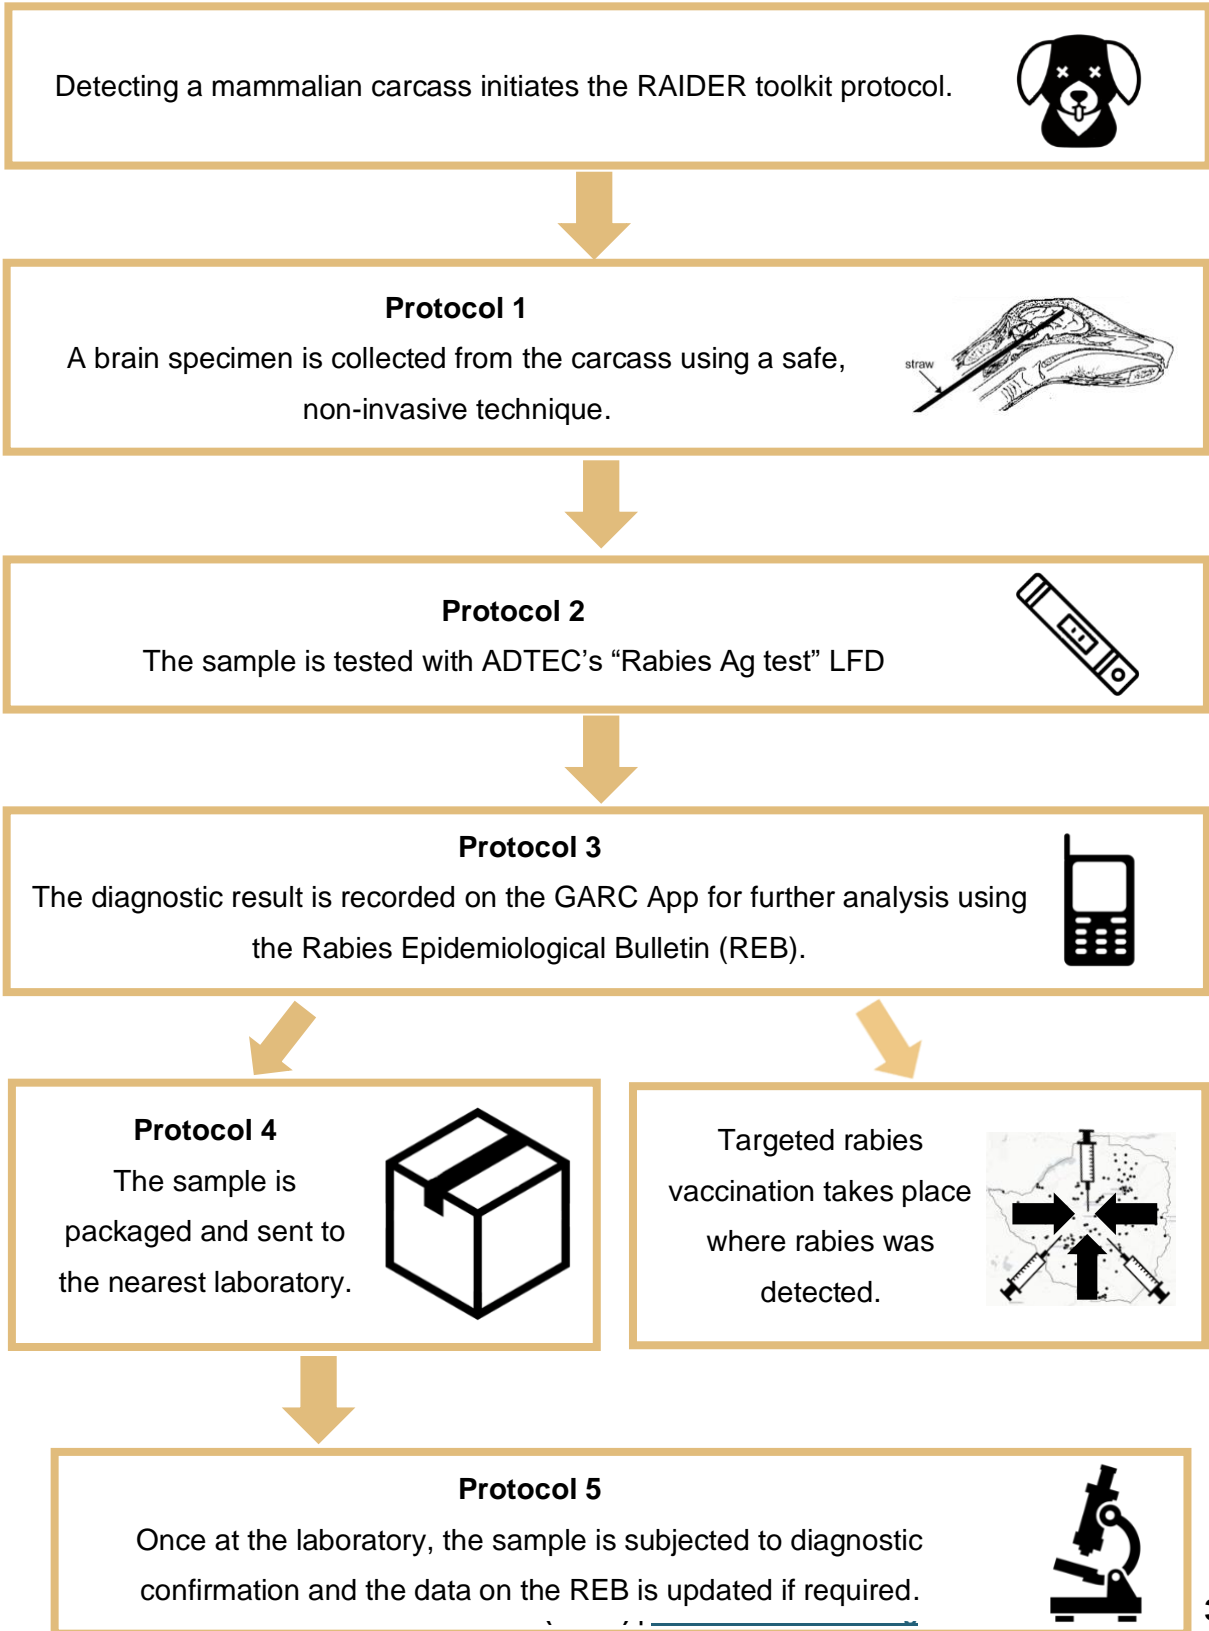 Detecting a mammalian carcass initiates the RAIDER toolkit protocol.
Protocol 1
A brain specimen is collected from the carcass using a safe,
non-invasive technique.
straw
Protocol 2
The sample is tested with ADTEC’s “Rabies Ag test” LFD
Protocol 3
The diagnostic result is recorded on the GARC App for further analysis using
the Rabies Epidemiological Bulletin (REB).
Protocol 4
The sample is
packaged and sent to
the nearest laboratory.
Targeted rabies
vaccination takes place
where rabies was
detected.
Protocol 5
Once at the laboratory, the sample is subjected to diagnostic
confirmation and the data on the REB is updated if required.